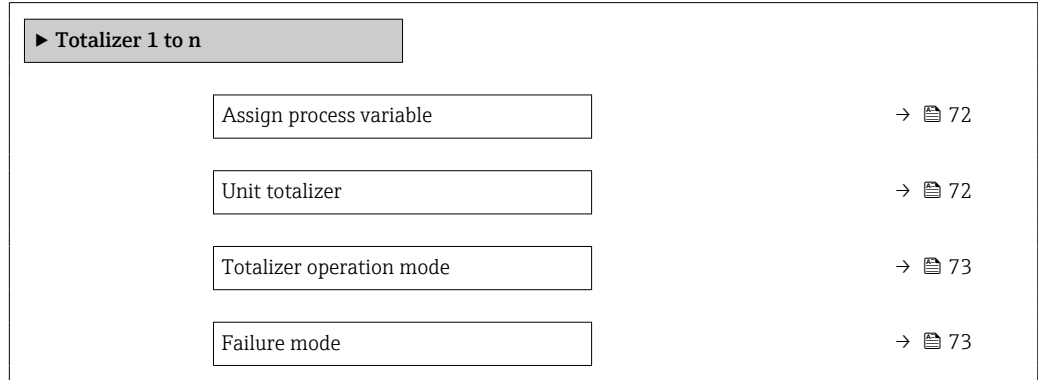 ► Totalizer 1 to n
Assign process variable → 72
Unit totalizer → 72
Totalizer operation mode → 73
Failure mode → 73